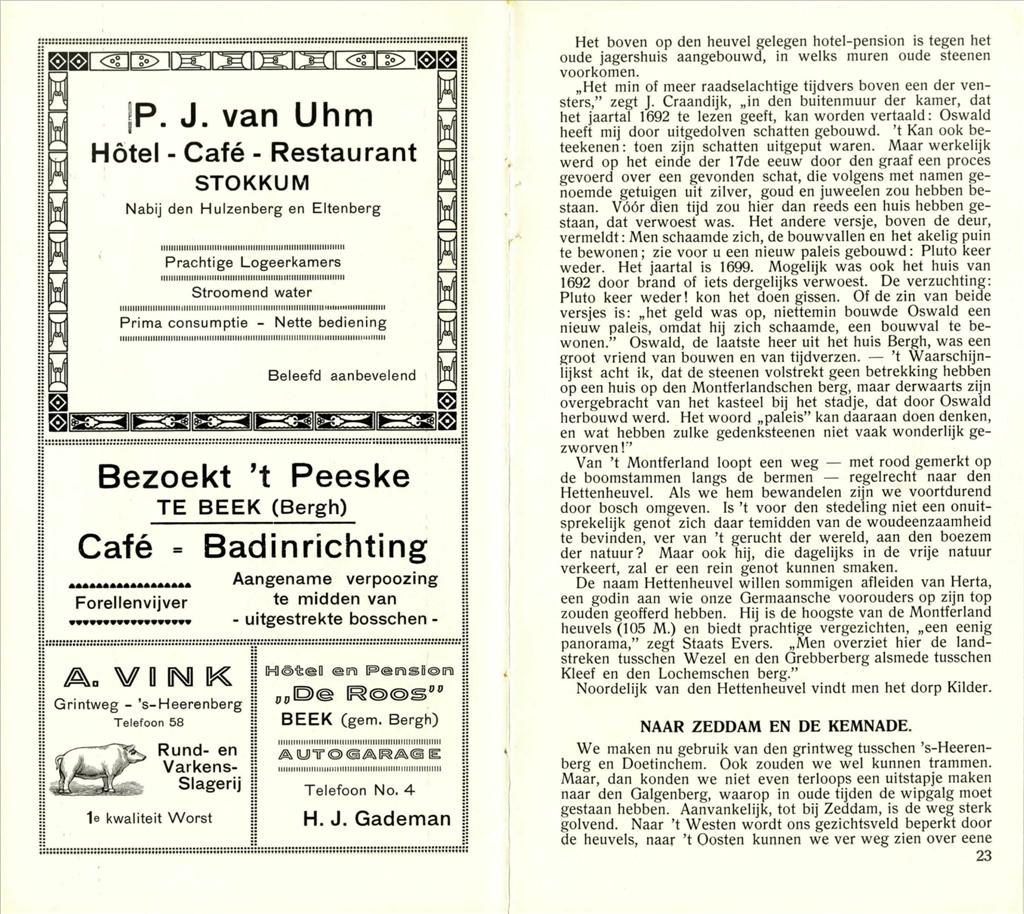 P. J. van Uhm
Hôtel - Café - Restaurant
STOKKUM
Nabij den Hulzenberg en Eltenberg
Prachtige Logeerkamers
Stroomend water
Prima consumptie - Nette bediening
Beleefd aanbevelend
Bezoekt 't Peeske
TE BEEK (Bergh)
Café = Badinrichting
Forellenvijver
Aangename verpoozing
te midden van
- uitgestrekte bosschen -
A. VINK
Grintweg - 's-Heerenberg
Telefoon 58
Rund- en
Varkens-
Slagerij
1e kwaliteit Worst
Hôtel en Pension
„De Roos”
BEEK (gem. Bergh)
AUTOGARAGE
Telefoon No. 4
H. J. Gademan
Het boven op den heuvel gelegen hotel-pension is tegen het
oude jagershuis aangebouwd, in welks muren oude steenen
voorkomen.
„Het min of meer raadselachtige tijdvers boven een der ven-
sters,” zegt J. Craandijk, „in den buitenmuur der kamer, dat
het jaartal 1692 te lezen geeft, kan worden vertaald: Oswald
heeft mij door uitgedolven schatten gebouwd. 't Kan ook be-
teekenen: toen zijn schatten uitgeput waren. Maar werkelijk
werd op het einde der 17de eeuw door den graaf een proces
gevoerd over een gevonden schat, die volgens met namen ge-
noemde getuigen uit zilver, goud en juweelen zou hebben be-
staan. Vóór dien tijd zou hier dan reeds een huis hebben ge-
staan, dat verwoest was. Het andere versje, boven de deur,
vermeldt: Men schaamde zich, de bouwvallen en het akelig puin
te bewonen; zie voor u een nieuw paleis gebouwd: Pluto keer
weder. Het jaartal is 1699. Mogelijk was ook het huis van
1692 door brand of iets dergelijks verwoest. De verzuchting:
Pluto keer weder! kon het doen gissen. Of de zin van beide
versjes is: „het geld was op, niettemin bouwde Oswald een
nieuw paleis, omdat hij zich schaamde, een bouwval te be-
wonen.” Oswald, de laatste heer uit het huis Bergh, was een
groot vriend van bouwen en van tijdverzen. — 't Waarschijn-
lijkst acht ik, dat de steenen volstrekt geen betrekking hebben
op een huis op den Montferlandschen berg, maar derwaarts zijn
overgebracht van het kasteel bij het stadje, dat door Oswald
herbouwd werd. Het woord „paleis” kan daaraan doen denken,
en wat hebben zulke gedenksteenen niet vaak wonderlijk ge-
zworven!”
Van 't Montferland loopt een weg — met rood gemerkt op
de boomstammen langs de bermen — regelrecht naar den
Hettenheuvel. Als we hem bewandelen zijn we voortdurend
door bosch omgeven. Is 't voor den stedeling niet een onuit-
sprekelijk genot zich daar temidden van de woudeenzaamheid
te bevinden, ver van 't gerucht der wereld, aan den boezem
der natuur? Maar ook hij, die dagelijks in de vrije natuur
verkeert, zal er een rein genot kunnen smaken.
De naam Hettenheuvel willen sommigen afleiden van Herta,
een godin aan wie onze Germaansche voorouders op zijn top
zouden geofferd hebben. Hij is de hoogste van de Montferland
heuvels (105 M.) en biedt prachtige vergezichten, „een eenig
panorama,” zegt Staats Evers. „Men overziet hier de land-
streken tusschen Wezel en den Grebberberg alsmede tusschen
Kleef en den Lochemschen berg.”
Noordelijk van den Hettenheuvel vindt men het dorp Kilder.
NAAR ZEDDAM EN DE KEMNADE.
We maken nu gebruik van den grintweg tusschen 's-Heeren-
berg en Doetinchem. Ook zouden we wel kunnen trammen.
Maar, dan konden we niet even terloops een uitstapje maken
naar den Galgenberg, waarop in oude tijden de wipgalg moet
gestaan hebben. Aanvankelijk, tot bij Zeddam, is de weg sterk
golvend. Naar 't Westen wordt ons gezichtsveld beperkt door
de heuvels, naar 't Oosten kunnen we ver weg zien over eene
23